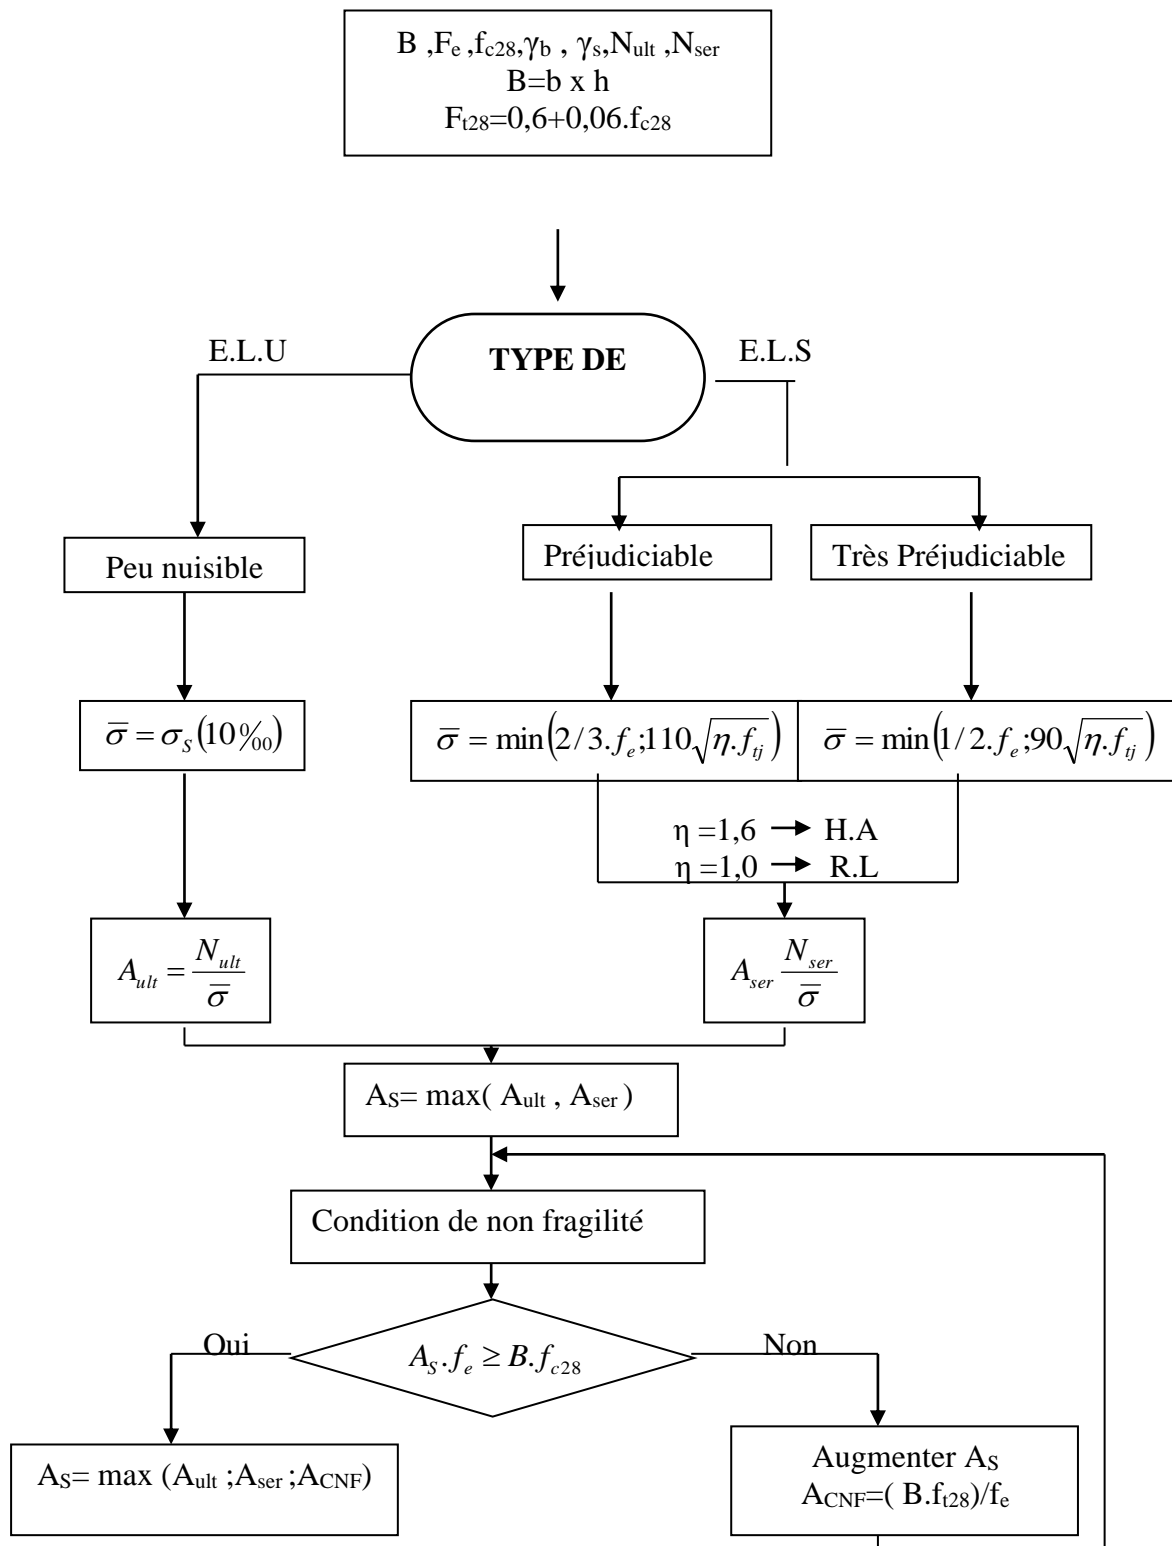 B ,Fe ,fc28,γb , γs,Nult ,Nser
B=b x h
Ft28=0,6+0,06.fc28
E.L.U
TYPE DE
E.L.S
Peu nuisible
Préjudiciable
Très Préjudiciable
σ̅ = σS(10‰)
σ̅ = min(2/3.fe;110√η.ftj)
σ̅ = min(1/2.fe;90√η.ftj)
η =1,6 → H.A
η =1,0 → R.L
Ault = Nult/σ̅
Aser Nser/σ̅
AS= max( Ault , Aser )
Condition de non fragilité
Oui
AS.fe ≥ B.fc28
Non
AS= max (Ault ;Aser ;ACNF)
Augmenter AS
ACNF=( B.ft28)/fe